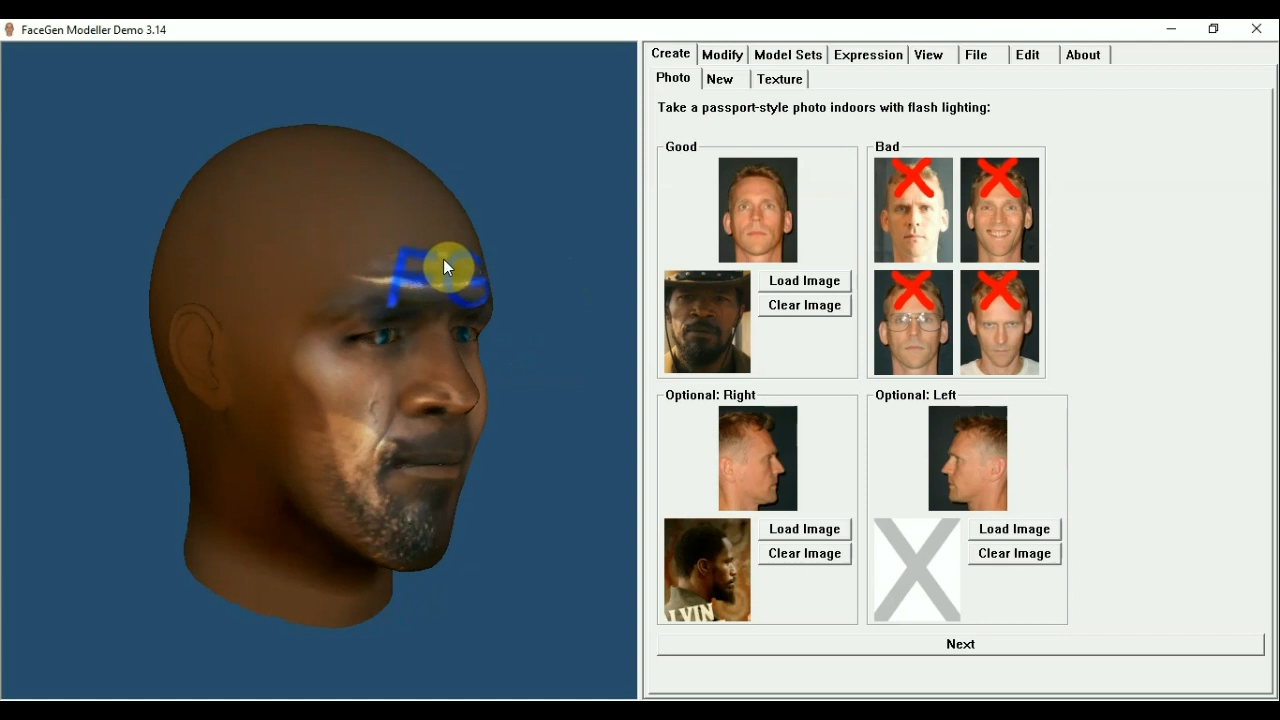 FaceGen Modeller Demo 3.14
Create Modify Model Sets Expression View File Edit About
Photo New Texture
Take a passport-style photo indoors with flash lighting:
Good Bad
Load Image
Clear Image
Optional: Right Optional: Left
Load Image Load Image
Clear Image Clear Image
LVIN
Next
FG